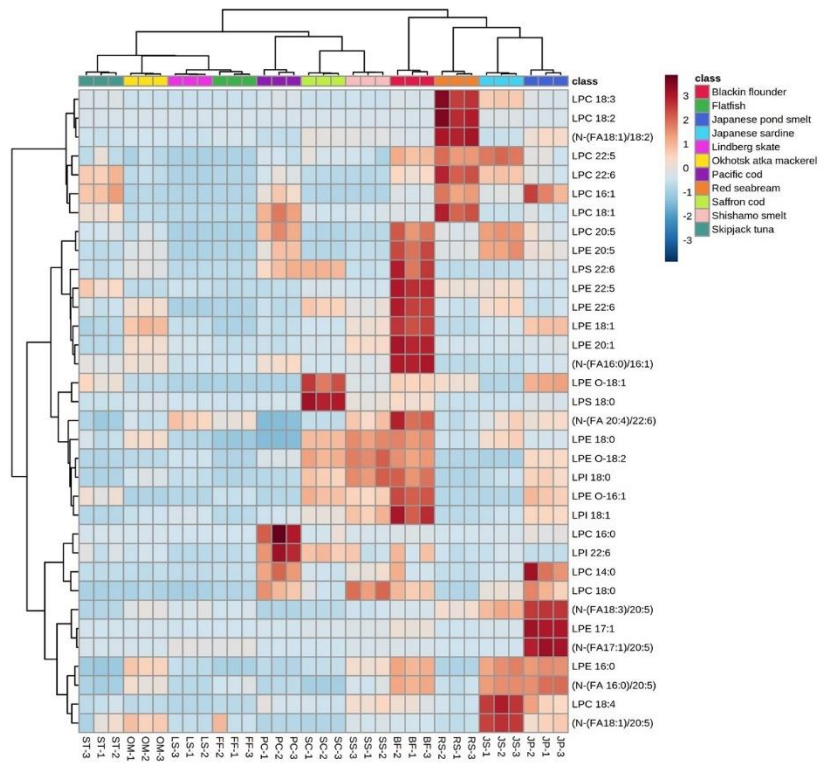 class
LPC 18:3
LPC 18:2
(N-(FA18:1)/18:2)
LPC 22:5
LPC 22:6
LPC 16:1
LPC 18:1
LPC 20:5
LPE 20:5
LPS 22:6
LPE 22:5
LPE 22:6
LPE 18:1
LPE 20:1
(N-(FA16:0)/16:1)
LPE O-18:1
LPS 18:0
(N-(FA 20:4)/22:6)
LPE 18:0
LPE O-18:2
LPI 18:0
LPE O-16:1
LPI 18:1
LPC 16:0
LPI 22:6
LPC 14:0
LPC 18:0
(N-(FA18:3)/20:5)
LPE 17:1
(N-(FA17:1)/20:5)
LPE 16:0
(N-(FA 16:0)/20:5)
LPC 18:4
(N-(FA18:1)/20:5)
ST-3
ST-1
ST-2
OM-1
OM-2
OM-3
LS-3
LS-1
LS-2
FF-2
FF-1
FF-3
PC-1
PC-2
PC-3
SC-1
SC-2
SC-3
SS-3
SS-1
SS-2
BF-2
BF-1
BF-3
RS-2
RS-1
RS-3
JS-1
JS-2
JS-3
JP-2
JP-1
JP-3
3
2
1
0
-1
-2
-3
class
Blackin flounder
Flatfish
Japanese pond smelt
Japanese sardine
Lindberg skate
Okhotsk atka mackerel
Pacific cod
Red seabream
Saffron cod
Shishamo smelt
Skipjack tuna